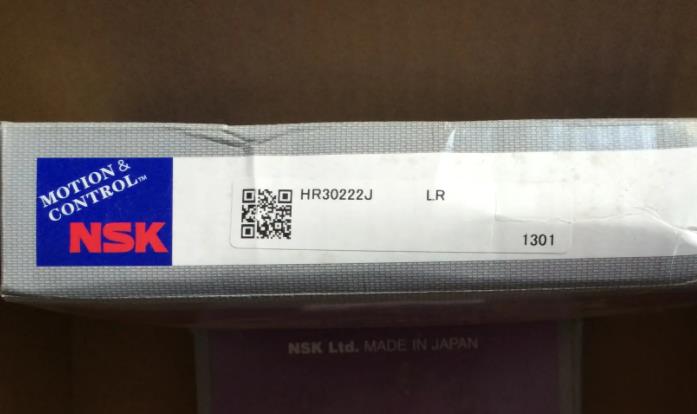 MOTION &
CONTROL™
NSK
HR30222J LR
1301
NSK Ltd. MADE IN JAPAN